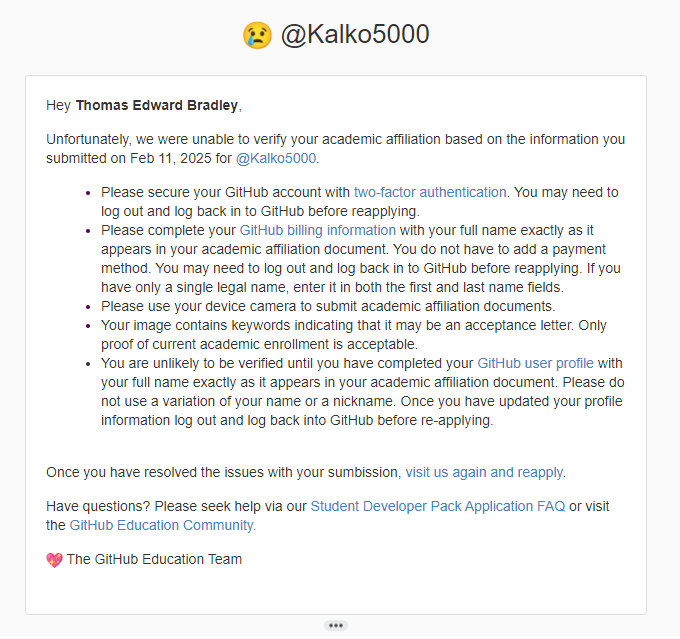 😢 @Kalko5000
Hey Thomas Edward Bradley,
Unfortunately, we were unable to verify your academic affiliation based on the information you
submitted on Feb 11, 2025 for @Kalko5000.
• Please secure your GitHub account with two-factor authentication. You may need to
log out and log back in to GitHub before reapplying.
• Please complete your GitHub billing information with your full name exactly as it
appears in your academic affiliation document. You do not have to add a payment
method. You may need to log out and log back in to GitHub before reapplying. If you
have only a single legal name, enter it in both the first and last name fields.
• Please use your device camera to submit academic affiliation documents.
• Your image contains keywords indicating that it may be an acceptance letter. Only
proof of current academic enrollment is acceptable.
• You are unlikely to be verified until you have completed your GitHub user profile with
your full name exactly as it appears in your academic affiliation document. Please do
not use a variation of your name or a nickname. Once you have updated your profile
information log out and log back into GitHub before re-applying.
Once you have resolved the issues with your sumbission, visit us again and reapply.
Have questions? Please seek help via our Student Developer Pack Application FAQ or visit
the GitHub Education Community.
💖 The GitHub Education Team
•••